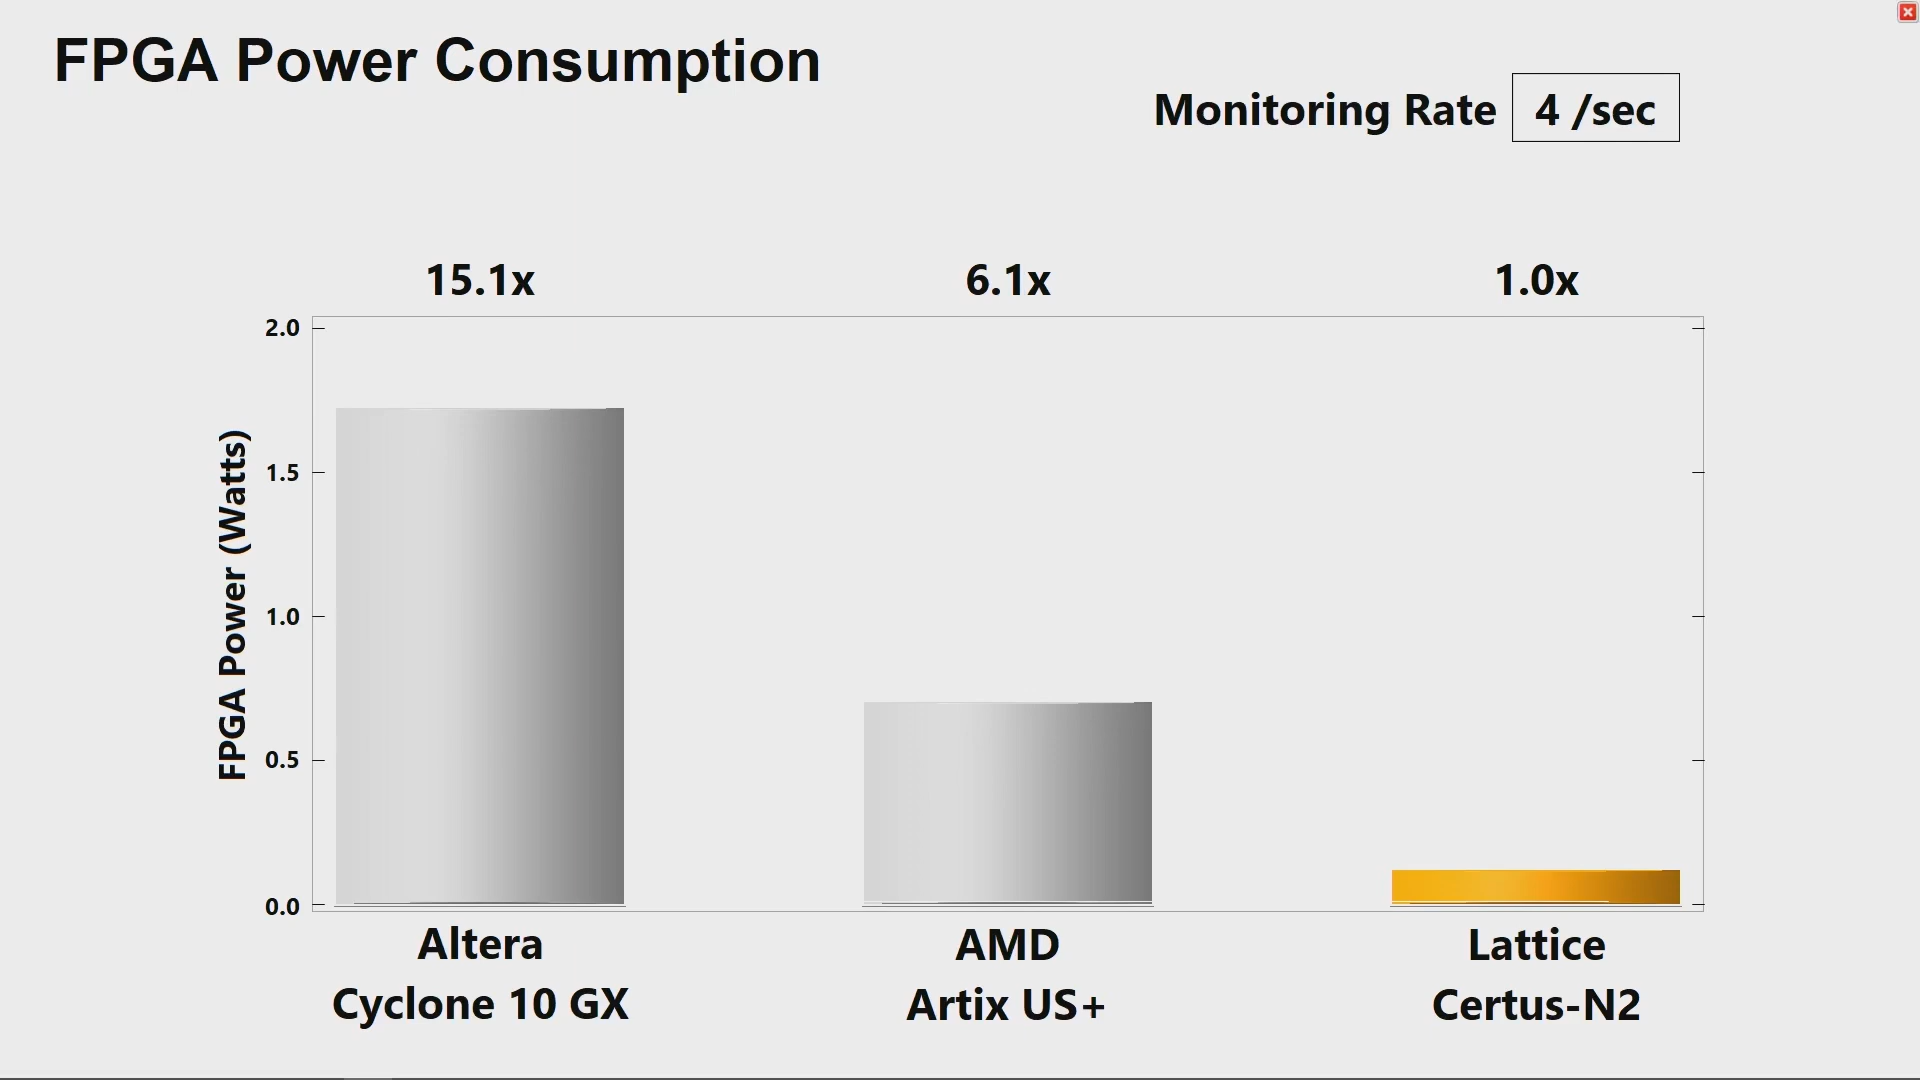 FPGA Power Consumption
Monitoring Rate 4 /sec
15.1x 6.1x 1.0x
2.0
1.5
1.0
0.5
0.0
FPGA Power (Watts)
Altera AMD Lattice
Cyclone 10 GX Artix US+ Certus-N2